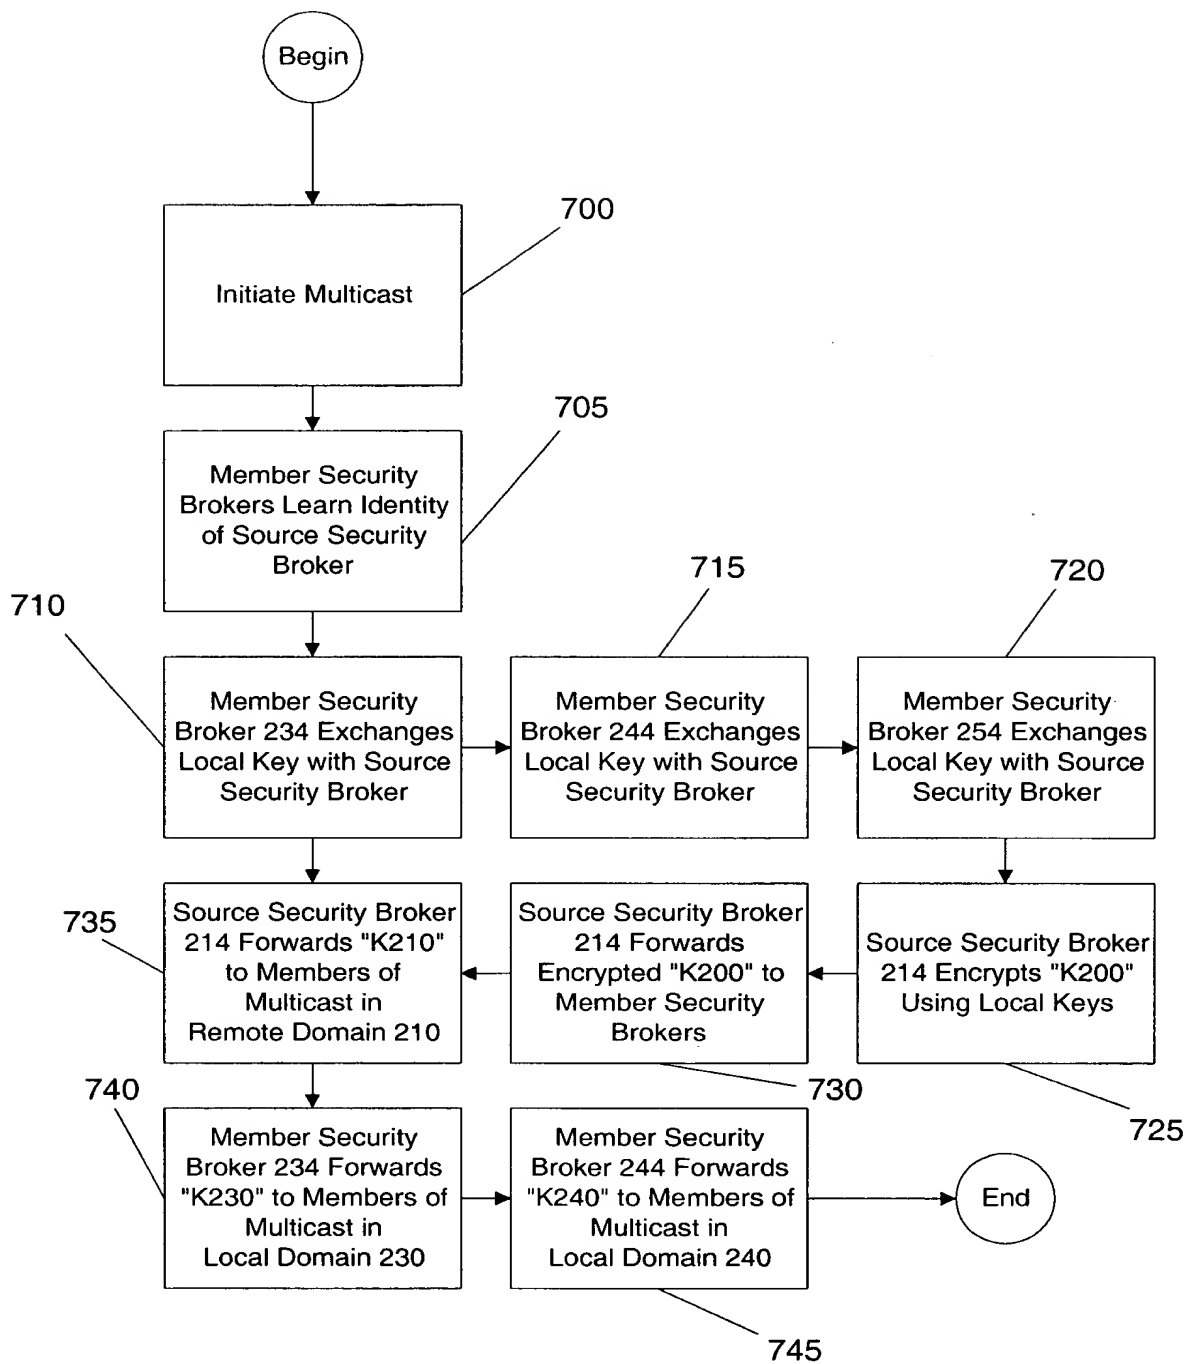 Begin
700
Initiate Multicast
705
Member Security
Brokers Learn Identity
of Source Security
Broker
710
Member Security
Broker 234 Exchanges
Local Key with Source
Security Broker
715
Member Security
Broker 244 Exchanges
Local Key with Source
Security Broker
720
Member Security
Broker 254 Exchanges
Local Key with Source
Security Broker
Source Security Broker
214 Encrypts "K200"
Using Local Keys
725
Source Security Broker
214 Forwards
Encrypted "K200" to
Member Security
Brokers
730
735
Source Security Broker
214 Forwards "K210"
to Members of
Multicast in
Remote Domain 210
740
Member Security
Broker 234 Forwards
"K230" to Members of
Multicast in
Local Domain 230
Member Security
Broker 244 Forwards
"K240" to Members of
Multicast in
Local Domain 240
745
End